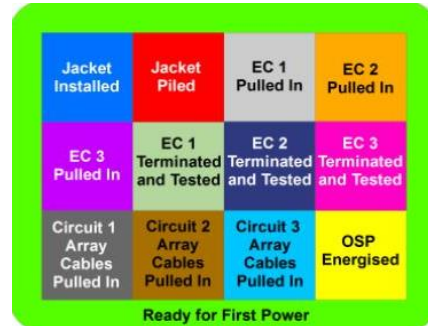 Jacket
Installed
Jacket
Piled
EC 1
Pulled In
EC 2
Pulled In
EC 3
Pulled In
EC 1
Terminated
and Tested
EC 2
Terminated
and Tested
EC 3
Terminated
and Tested
Circuit 1
Array
Cables
Pulled In
Circuit 2
Array
Cables
Pulled In
Circuit 3
Array
Cables
Pulled In
OSP
Energised
Ready for First Power